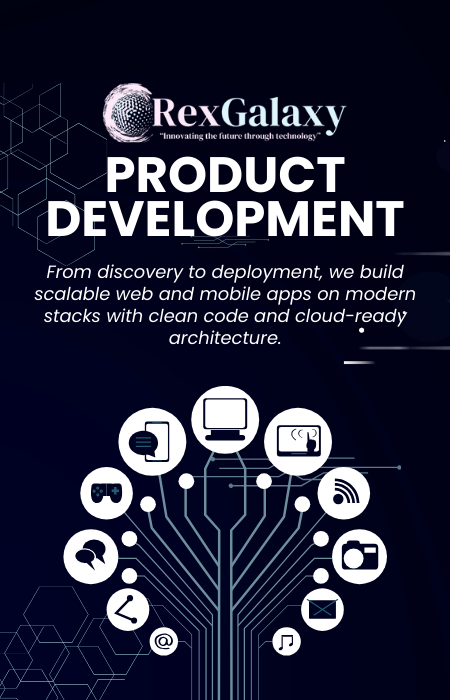 RexGalaxy
"Innovating the future through technology"
PRODUCT
DEVELOPMENT
From discovery to deployment, we build
scalable web and mobile apps on modern
stacks with clean code and cloud-ready
architecture.
@